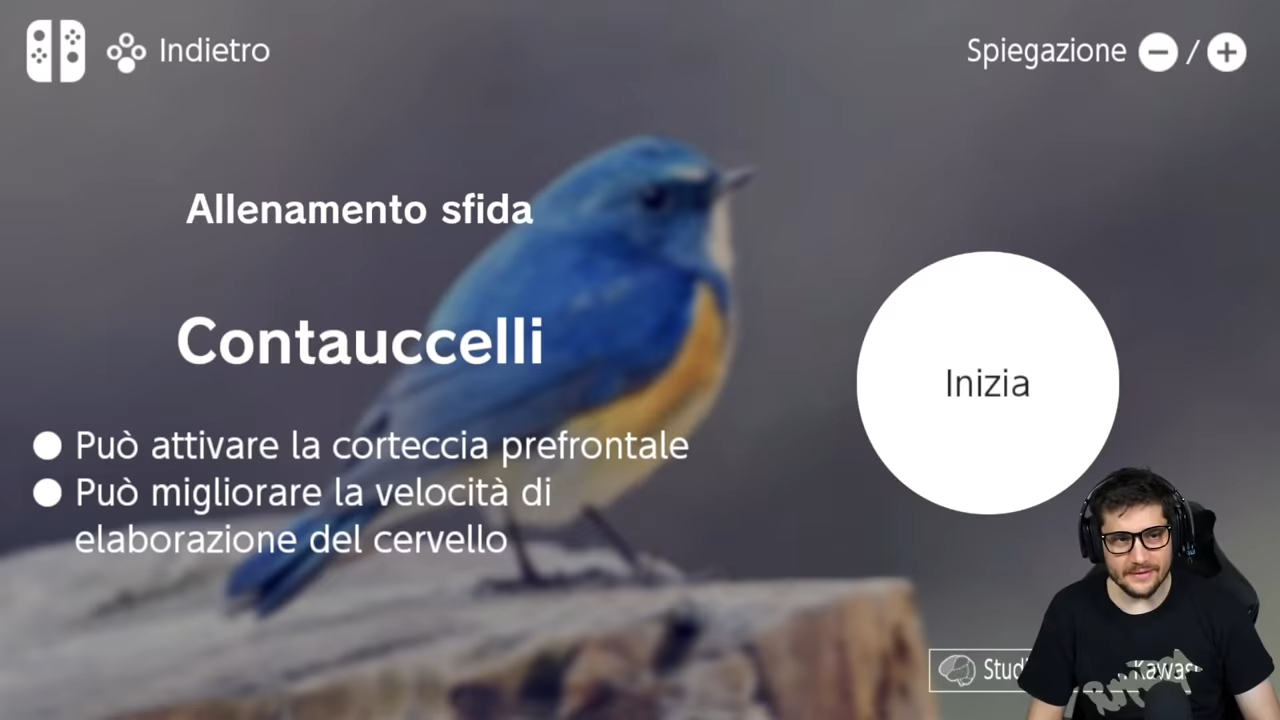 Indietro
Spiegazione - / +
Allenamento sfida
Contauccelli
Inizia
● Può attivare la corteccia prefrontale
● Può migliorare la velocità di
elaborazione del cervello